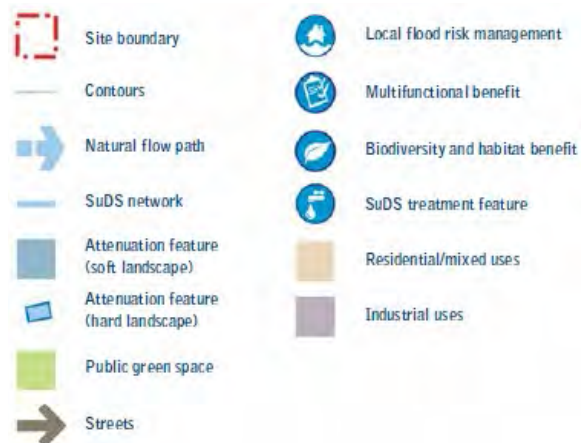 Site boundary
Contours
Natural flow path
SuDS network
Attenuation feature
(soft landscape)
Attenuation feature
(hard landscape)
Public green space
Streets
Local flood risk management
Multifunctional benefit
Biodiversity and habitat benefit
SuDS treatment feature
Residential/mixed uses
Industrial uses